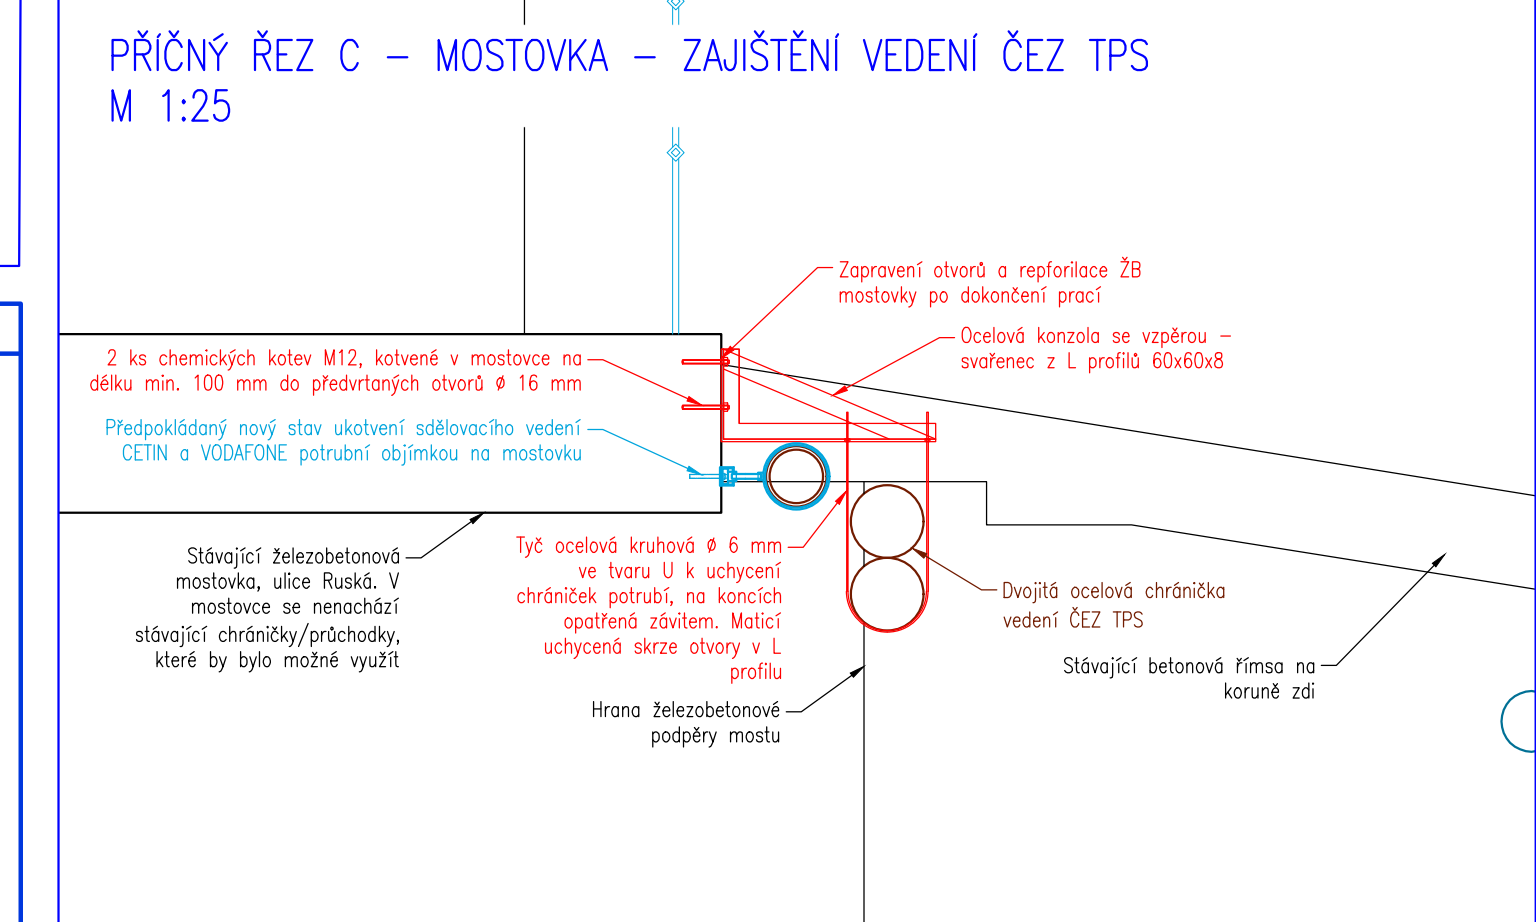 PŘÍČNÝ ŘEZ C – MOSTOVKA – ZAJIŠTĚNÍ VEDENÍ ČEZ TPS
M 1:25
Zapravení otvorů a repforilace ŽB
mostovky po dokončení prací
Ocelová konzola se vzpěrou –
svařenec z L profilů 60x60x8
2 ks chemických kotev M12, kotvené v mostovce na
délku min. 100 mm do předvrtaných otvorů Ø 16 mm
Předpokládaný nový stav ukotvení sdělovacího vedení
CETIN a VODAFONE potrubní objímkou na mostovku
Stávající železobetonová
mostovka, ulice Ruská. V
mostovce se nenachází
stávající chráničky/průchodky,
které by bylo možné využít
Tyč ocelová kruhová Ø 6 mm
ve tvaru U k uchycení
chrániček potrubí, na koncích
opatřená závitem. Maticí
uchycená skrze otvory v L
profilu
Dvojitá ocelová chránička
vedení ČEZ TPS
Stávající betonová římsa na
koruně zdi
Hrana železobetonové
podpěry mostu